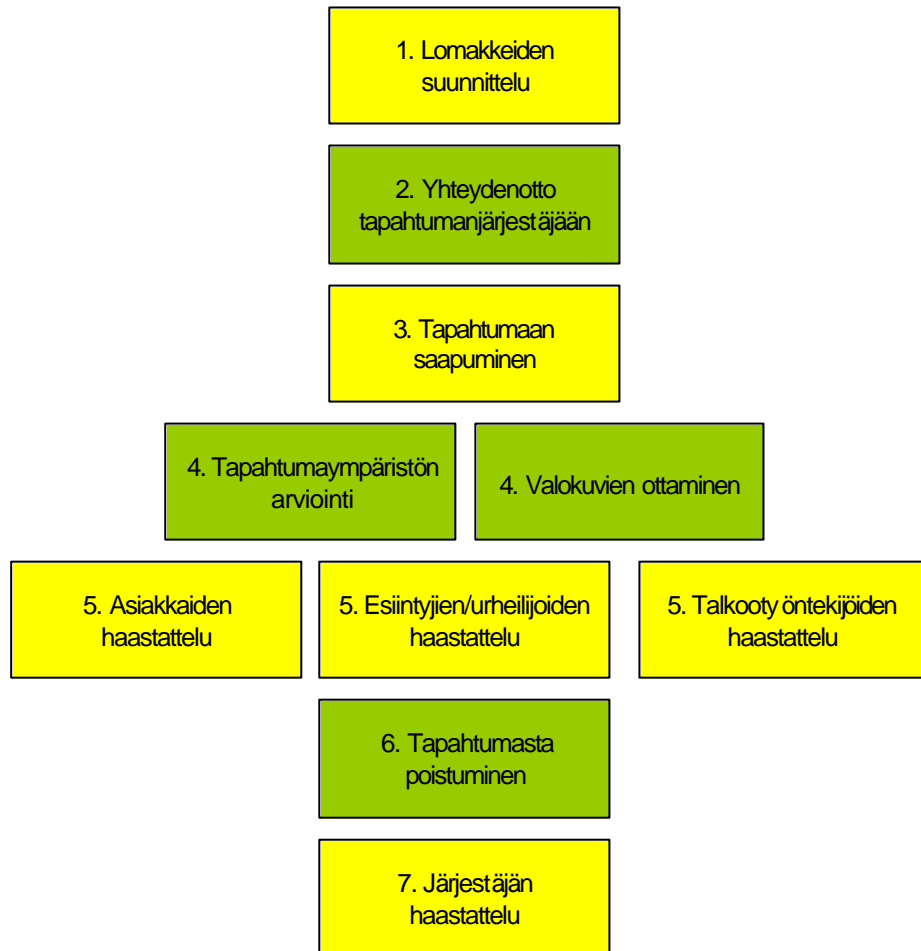 1. Lomakkeiden
suunnittelu
2. Yhteydenotto
tapahtumanjärjestäjään
3. Tapahtumaan
saapuminen
4. Tapahtumaympäristön
arviointi
4. Valokuvien ottaminen
5. Asiakkaiden
haastattelu
5. Esiintyjien/urheilijoiden
haastattelu
5. Talkootyöntekijöiden
haastattelu
6. Tapahtumasta
poistuminen
7. Järjestäjän
haastattelu